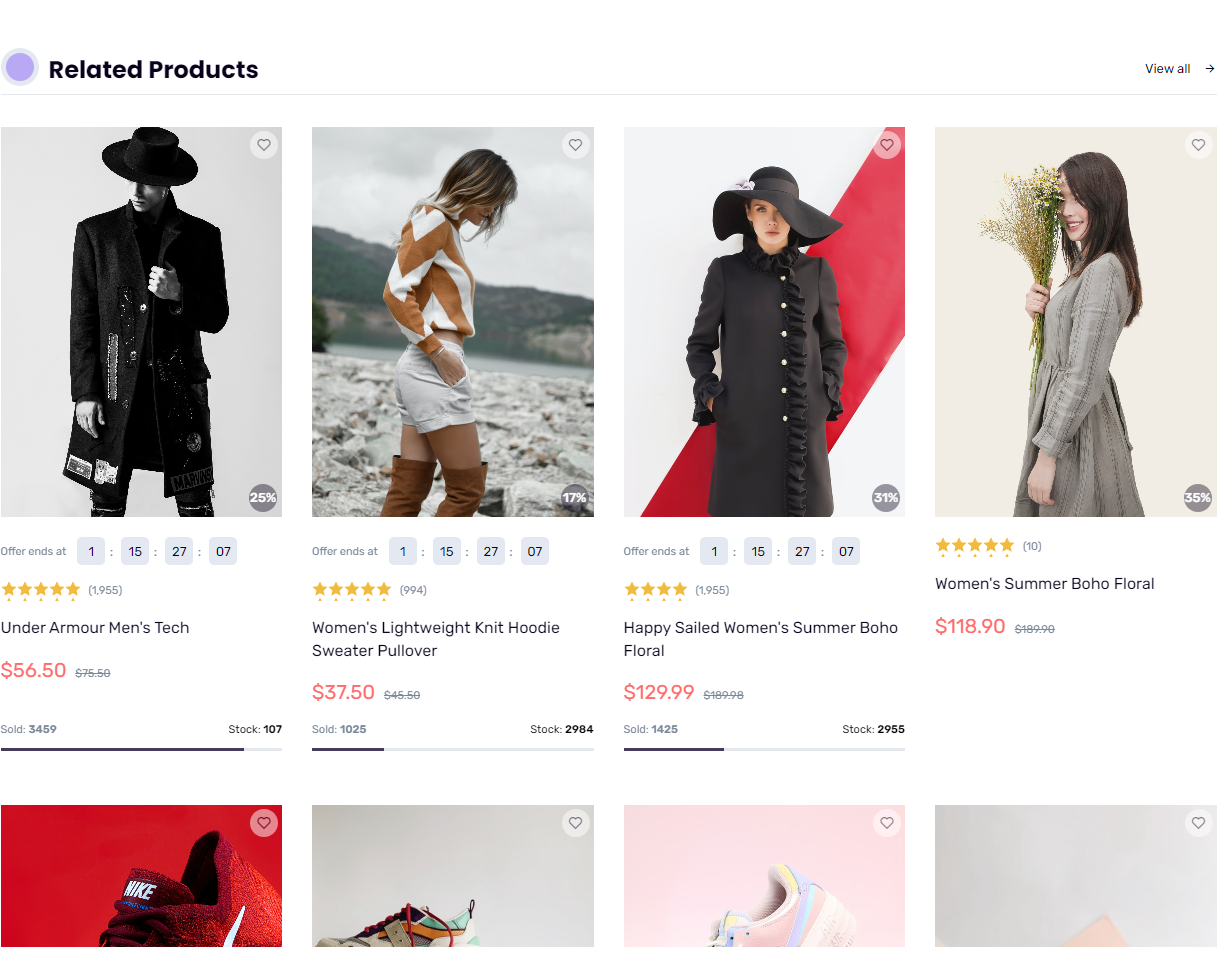 Related Products
View all →
25%
17%
31%
35%
Offer ends at 1 : 15 : 27 : 07
(1,955)
Under Armour Men's Tech
$56.50 $75.50
Sold: 3459 Stock: 107
Offer ends at 1 : 15 : 27 : 07
(994)
Women's Lightweight Knit Hoodie
Sweater Pullover
$37.50 $45.50
Sold: 1025 Stock: 2984
Offer ends at 1 : 15 : 27 : 07
(1,955)
Happy Sailed Women's Summer Boho
Floral
$129.99 $189.98
Sold: 1425 Stock: 2955
(10)
Women's Summer Boho Floral
$118.90 $189.90
NIKE